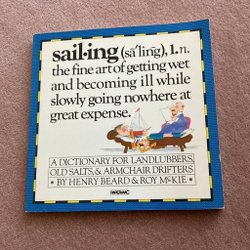 sail·ing (sā'ling), 1. n.
the fine art of getting wet
and becoming ill while
slowly going nowhere at
great expense.
A DICTIONARY FOR LANDLUBBERS,
OLD SALTS, & ARMCHAIR DRIFTERS
BY HENRY BEARD & ROY McKIE